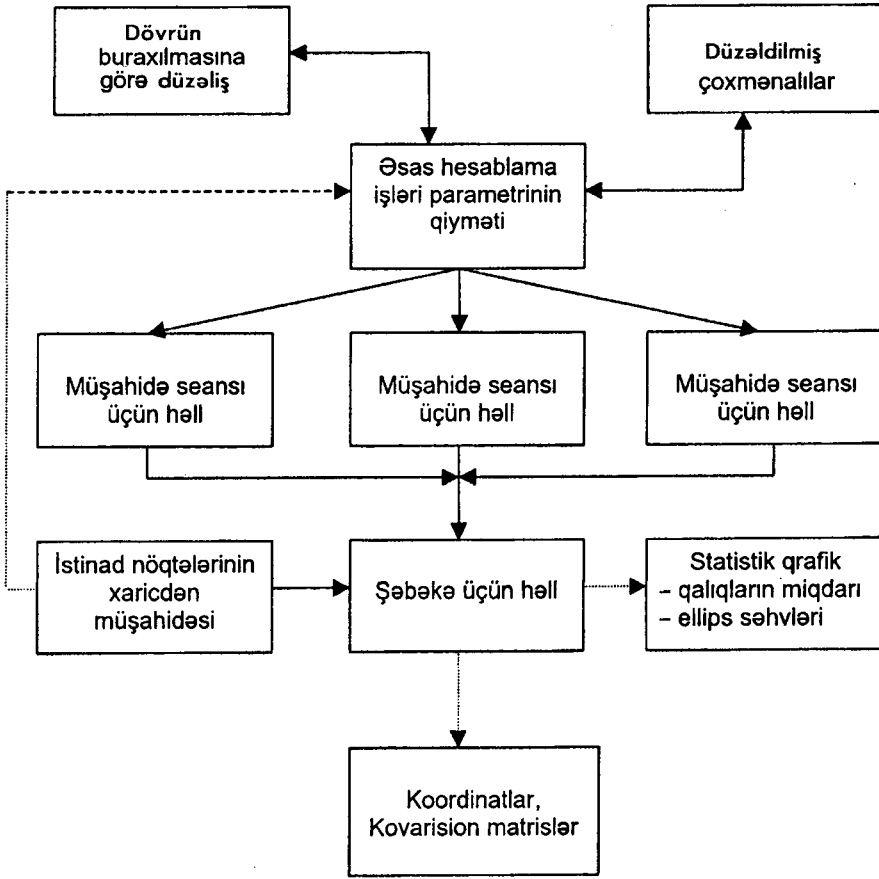 Dövrün
buraxılmasına
görə düzəliş
Düzəldilmiş
çoxmənalılar
Əsas hesablama
işləri parametrinin
qiyməti
Müşahidə seansı
üçün həll
Müşahidə seansı
üçün həll
Müşahidə seansı
üçün həll
İstinad nöqtələrinin
xaricdən
müşahidəsi
Şəbəkə üçün həll
Statistik qrafik
– qalıqların miqdarı
– ellips səhvləri
Koordinatlar,
Kovarision matrislər